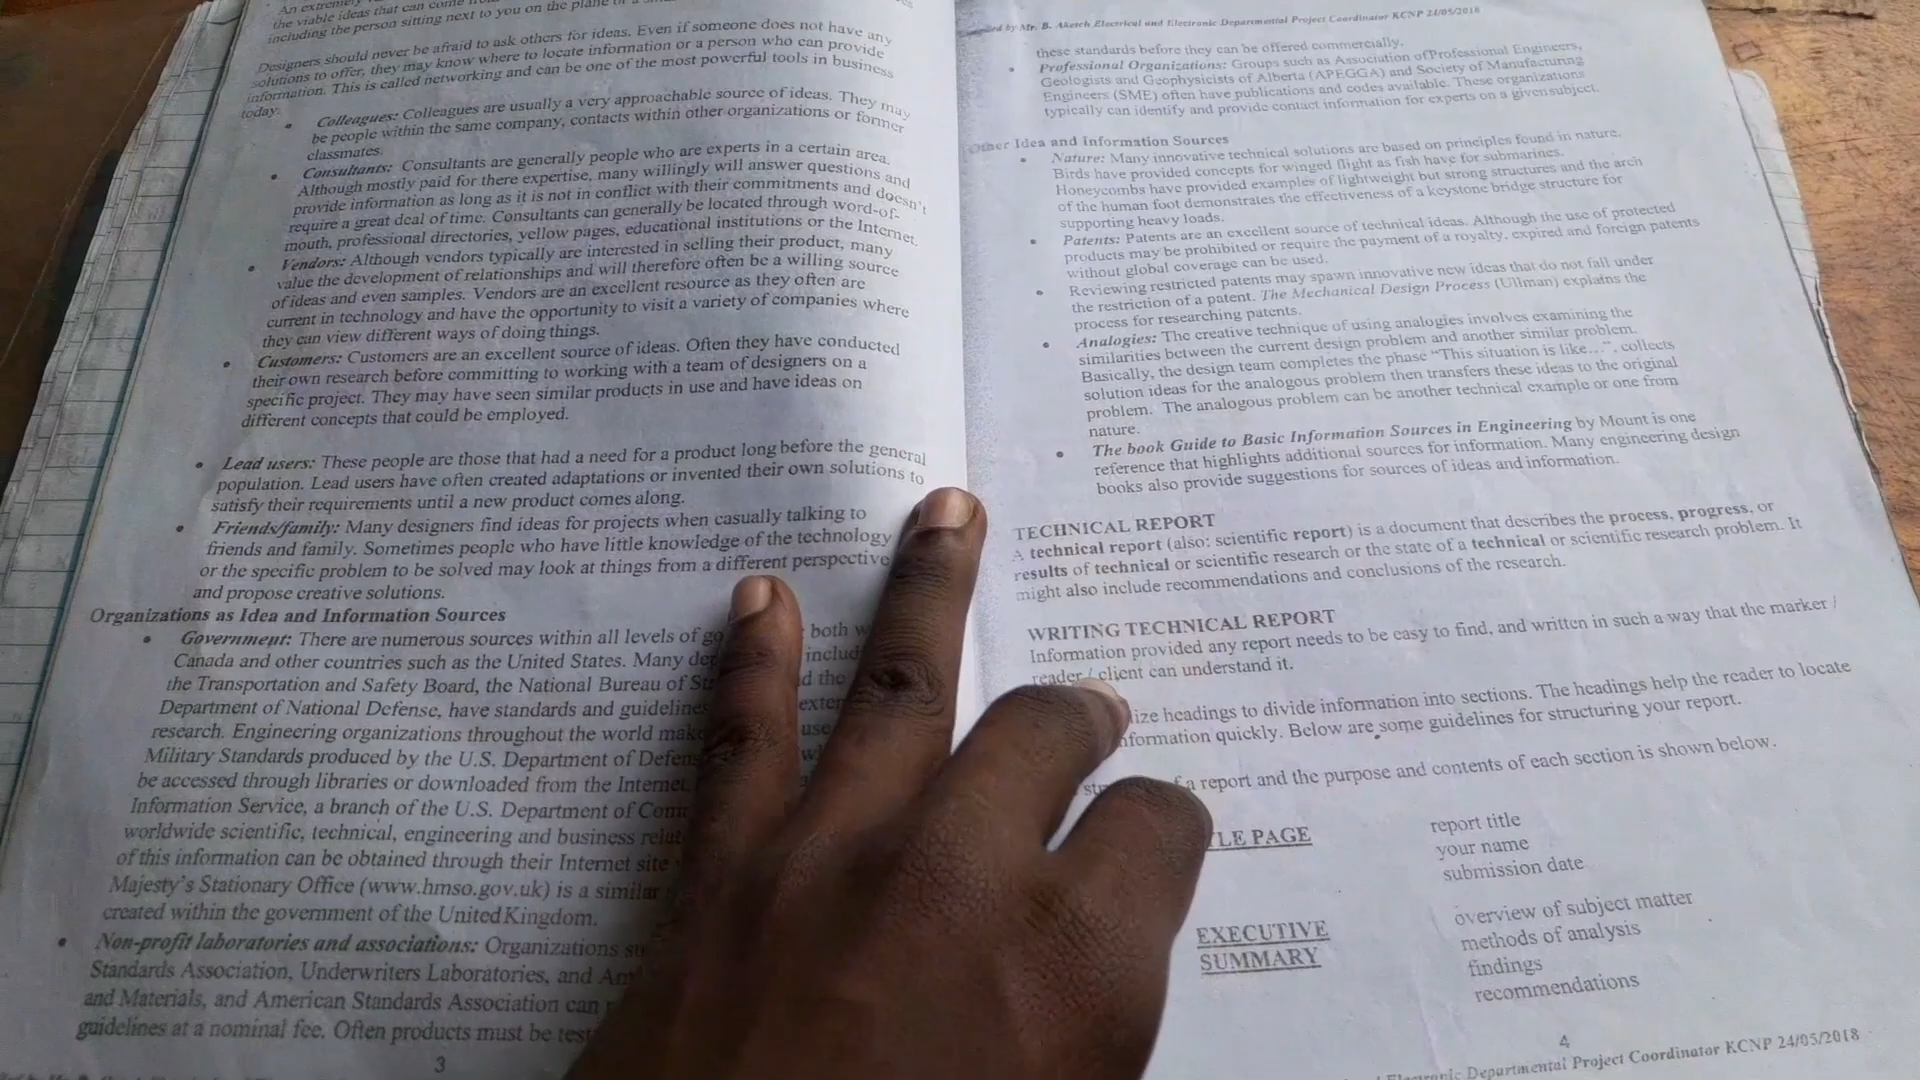 An extremely
the viable ideas that can come
including the person sitting next to you on the plane or a
Designers should never be afraid to ask others for ideas. Even if someone does not have any
solutions to offer, they may know where to locate information or a person who can provide
information. This is called networking and can be one of the most powerful tools in business
today.
• Colleagues: Colleagues are usually a very approachable source of ideas. They may
be people within the same company, contacts within other organizations or former
classmates.
• Consultants: Consultants are generally people who are experts in a certain area.
Although mostly paid for there expertise, many willingly will answer questions and
provide information as long as it is not in conflict with their commitments and doesn't
require a great deal of time. Consultants can generally be located through word-of-
mouth, professional directories, yellow pages, educational institutions or the Internet.
• Vendors: Although vendors typically are interested in selling their product, many
value the development of relationships and will therefore often be a willing source
of ideas and even samples. Vendors are an excellent resource as they often are
current in technology and have the opportunity to visit a variety of companies where
they can view different ways of doing things.
• Customers: Customers are an excellent source of ideas. Often they have conducted
their own research before committing to working with a team of designers on a
specific project. They may have seen similar products in use and have ideas on
different concepts that could be employed.
• Lead users: These people are those that had a need for a product long before the general
population. Lead users have often created adaptations or invented their own solutions to
satisfy their requirements until a new product comes along.
• Friends/family: Many designers find ideas for projects when casually talking to
friends and family. Sometimes people who have little knowledge of the technology
or the specific problem to be solved may look at things from a different perspective
and propose creative solutions.
Organizations as Idea and Information Sources
• Government: There are numerous sources within all levels of both
Canada and other countries such as the United States. Many
the Transportation and Safety Board, the National Bureau of the
Department of National Defense, have standards and guidelines
research. Engineering organizations throughout the world
Military Standards produced by the U.S. Department of
be accessed through libraries or downloaded from the Internet
Information Service, a branch of the U.S. Department of
worldwide scientific, technical, engineering and business
of this information can be obtained through their Internet site
Majesty's Stationary Office (www.hmso.gov.uk) is a similar
created within the government of the United Kingdom.
• Non-profit laboratories and associations: Organizations
Standards Association, Underwriters Laboratories, and
and Materials, and American Standards Association can
guidelines at a nominal fee. Often products must be
3
by Mr. B. Akech Electrical and Electronic Departmental Project Coordinator KCNP 24/05/2018
these standards before they can be offered commercially.
• Professional Organizations: Groups such as Association ofProfessional Engineers,
Geologists and Geophysicists of Alberta (APEGGA) and Society of Manufacturing
Engineers (SME) often have publications and codes available. These organizations
typically can identify and provide contact information for experts on a given subject.
Other Idea and Information Sources
• Nature: Many innovative technical solutions are based on principles found in nature.
Birds have provided concepts for winged flight as fish have for submarines.
Honeycombs have provided examples of lightweight but strong structures and the arch
of the human foot demonstrates the effectiveness of a keystone bridge structure for
supporting heavy loads.
• Patents: Patents are an excellent source of technical ideas. Although the use of protected
products may be prohibited or require the payment of a royalty, expired and foreign patents
without global coverage can be used.
• Reviewing restricted patents may spawn innovative new ideas that do not fall under
the restriction of a patent. The Mechanical Design Process (Ullman) explains the
process for researching patents.
• Analogies: The creative technique of using analogies involves examining the
similarities between the current design problem and another similar problem.
Basically, the design team completes the phase "This situation is like...", collects
solution ideas for the analogous problem then transfers these ideas to the original
problem. The analogous problem can be another technical example or one from
nature.
• The book Guide to Basic Information Sources in Engineering by Mount is one
reference that highlights additional sources for information. Many engineering design
books also provide suggestions for sources of ideas and information.
TECHNICAL REPORT
A technical report (also: scientific report) is a document that describes the process, progress, or
results of technical or scientific research or the state of a technical or scientific research problem. It
might also include recommendations and conclusions of the research.
WRITING TECHNICAL REPORT
Information provided any report needs to be easy to find, and written in such a way that the marker /
reader / client can understand it.
headings to divide information into sections. The headings help the reader to locate
information quickly. Below are some guidelines for structuring your report.
a report and the purpose and contents of each section is shown below.
PAGE
report title
your name
submission date
EXECUTIVE
SUMMARY
overview of subject matter
methods of analysis
findings
recommendations
4
Electronic Departmental Project Coordinator KCNP 24/05/2018